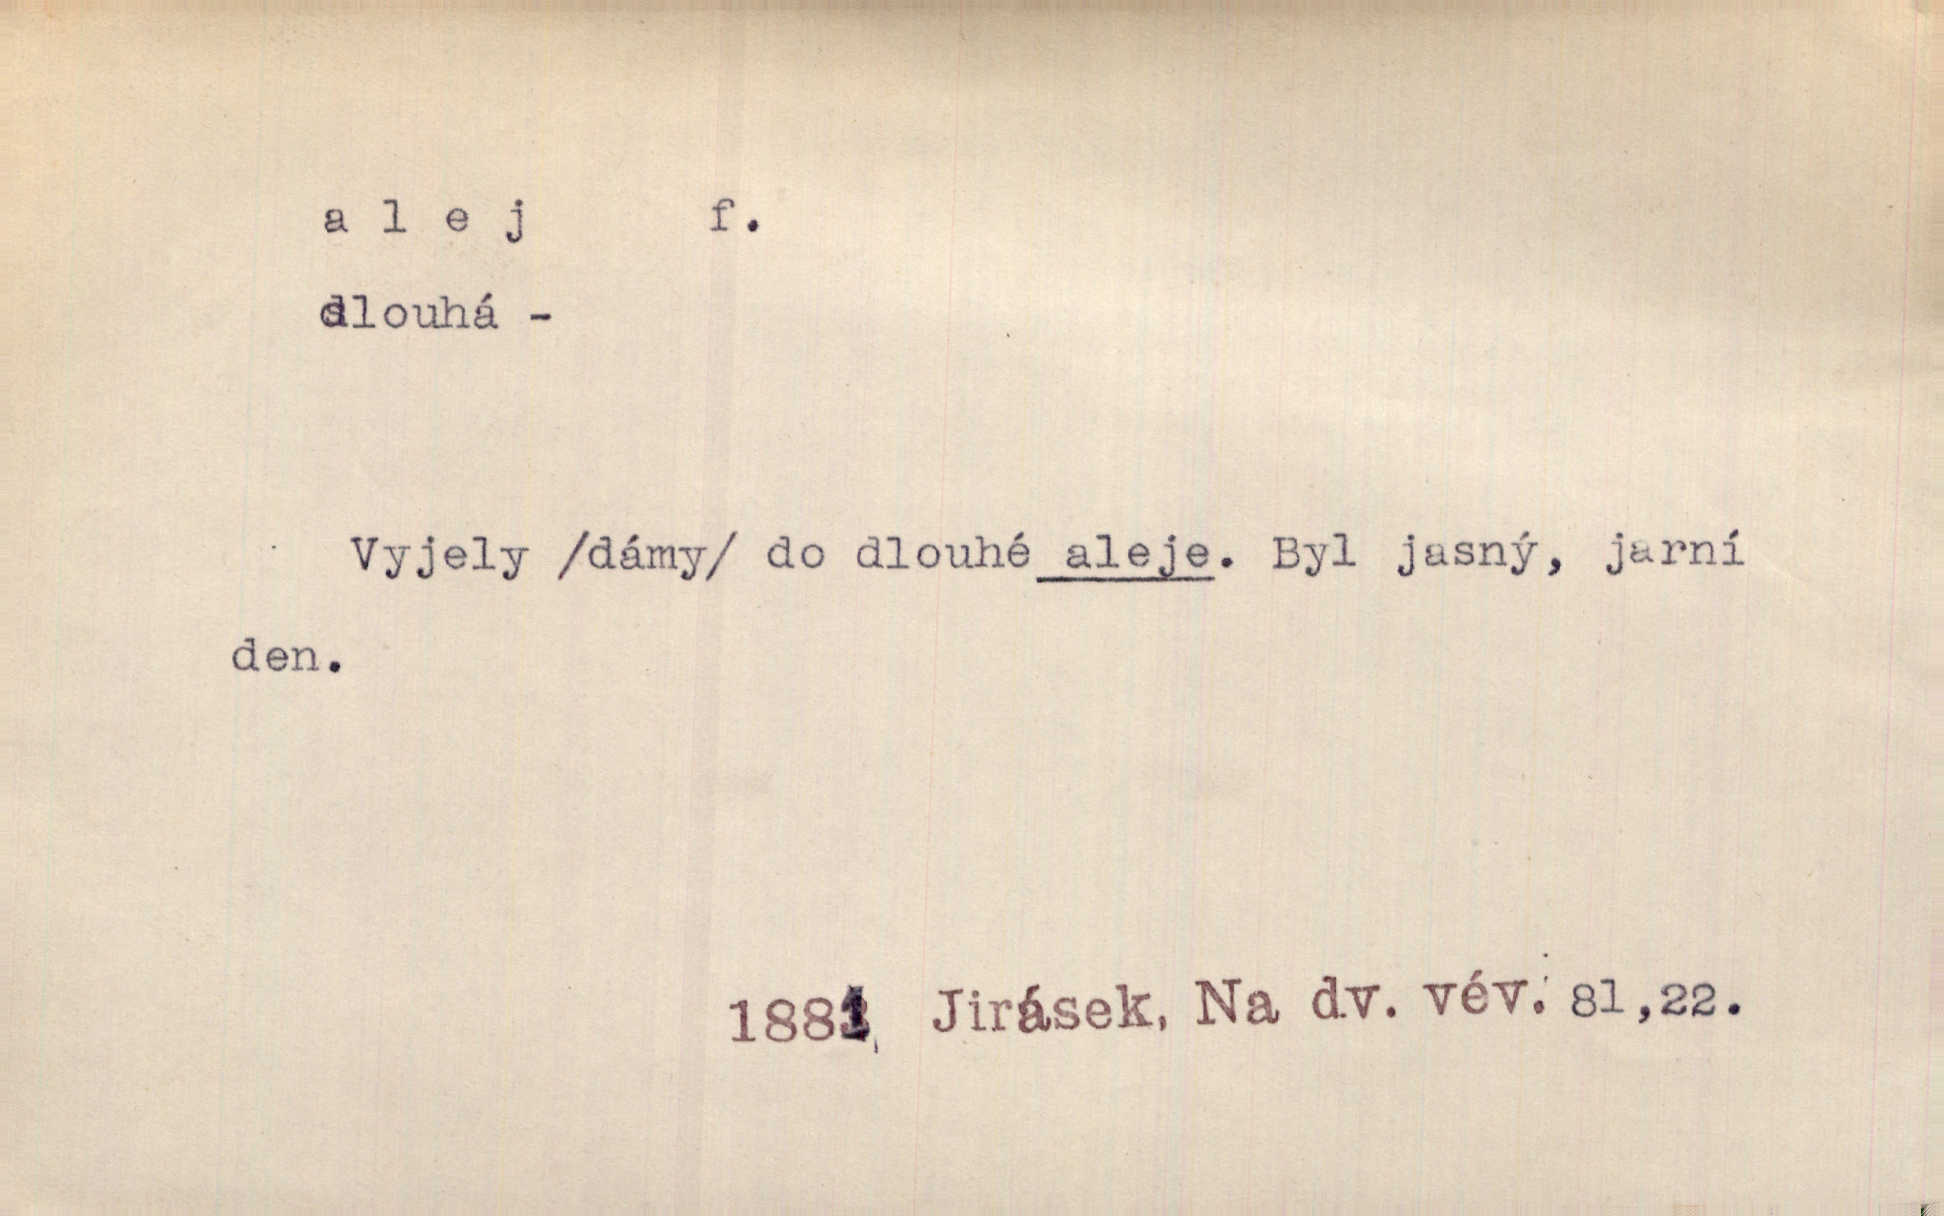 a l e j f.
dlouhá -
Vyjely /dámy/ do dlouhé aleje. Byl jasný, jarní
den.
1881, Jirásek, Na dv. vév. 81,22.